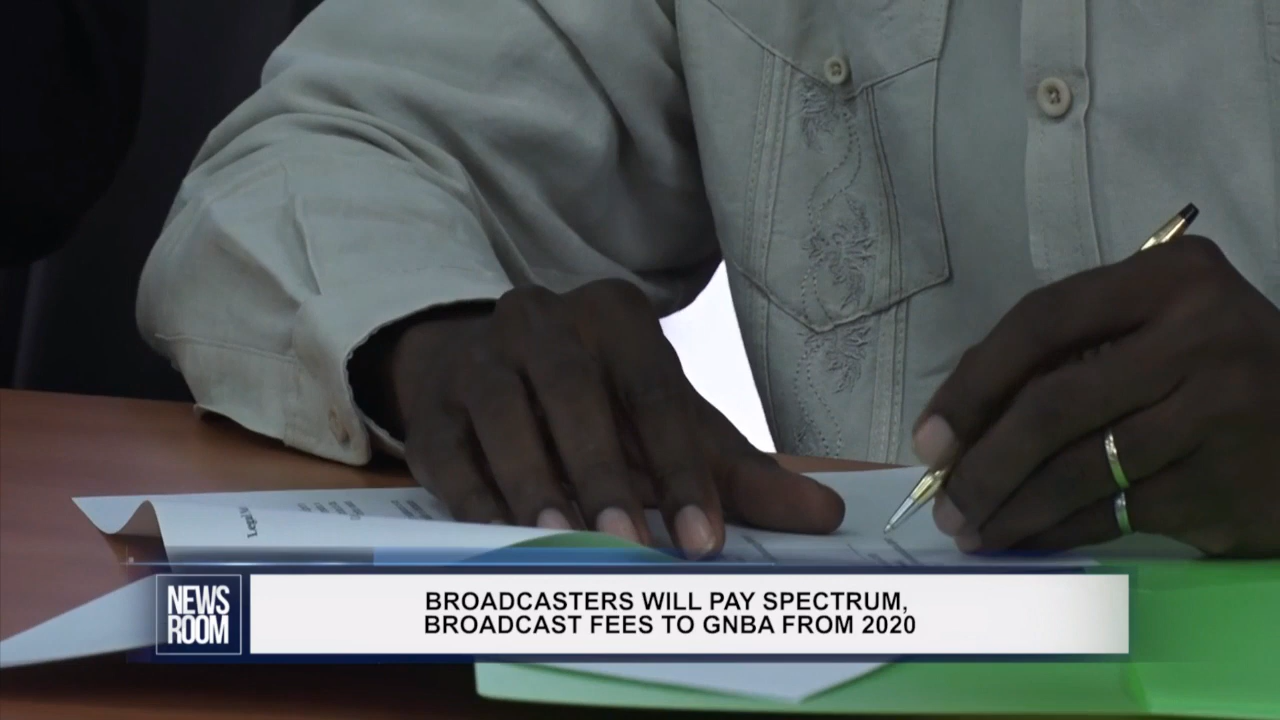 NEWS
ROOM
BROADCASTERS WILL PAY SPECTRUM,
BROADCAST FEES TO GNBA FROM 2020